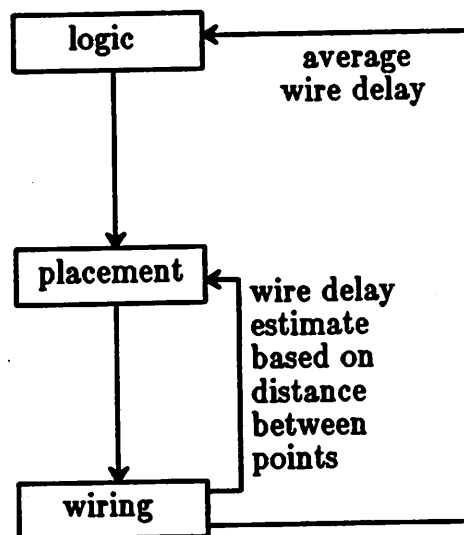 logic
average
wire delay
placement
wire delay
estimate
based on
distance
between
points
wiring